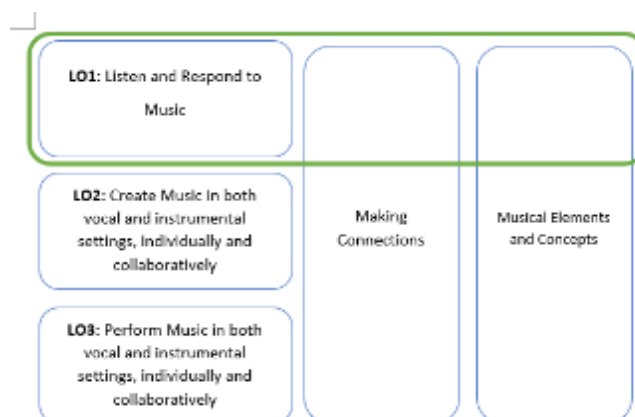 LO1: Listen and Respond to
Music
LO2: Create Music in both
vocal and instrumental
settings, individually and
collaboratively
LO3: Perform Music in both
vocal and instrumental
settings, individually and
collaboratively
Making
Connections
Musical Elements
and Concepts